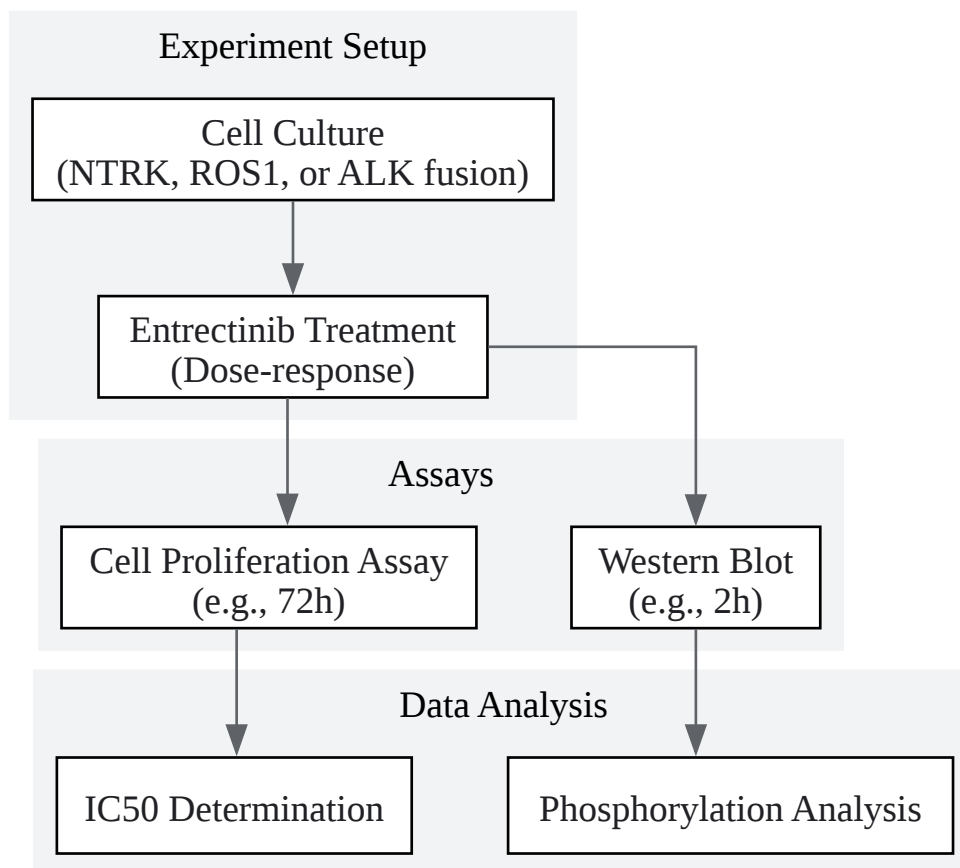 Experiment Setup
Cell Culture
(NTRK, ROS1, or ALK fusion)
Entrectinib Treatment
(Dose-response)
Assays
Cell Proliferation Assay
(e.g., 72h)
Western Blot
(e.g., 2h)
Data Analysis
IC50 Determination
Phosphorylation Analysis